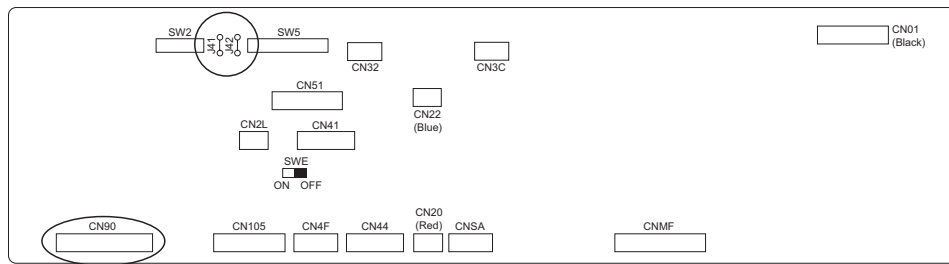 SW2
J41
J42
SW5
CN01
(Black)
CN32
CN3C
CN51
CN22
(Blue)
CN2L
CN41
SWE
ON OFF
CN90
CN105
CN4F
CN44
CN20
(Red)
CNSA
CNMF